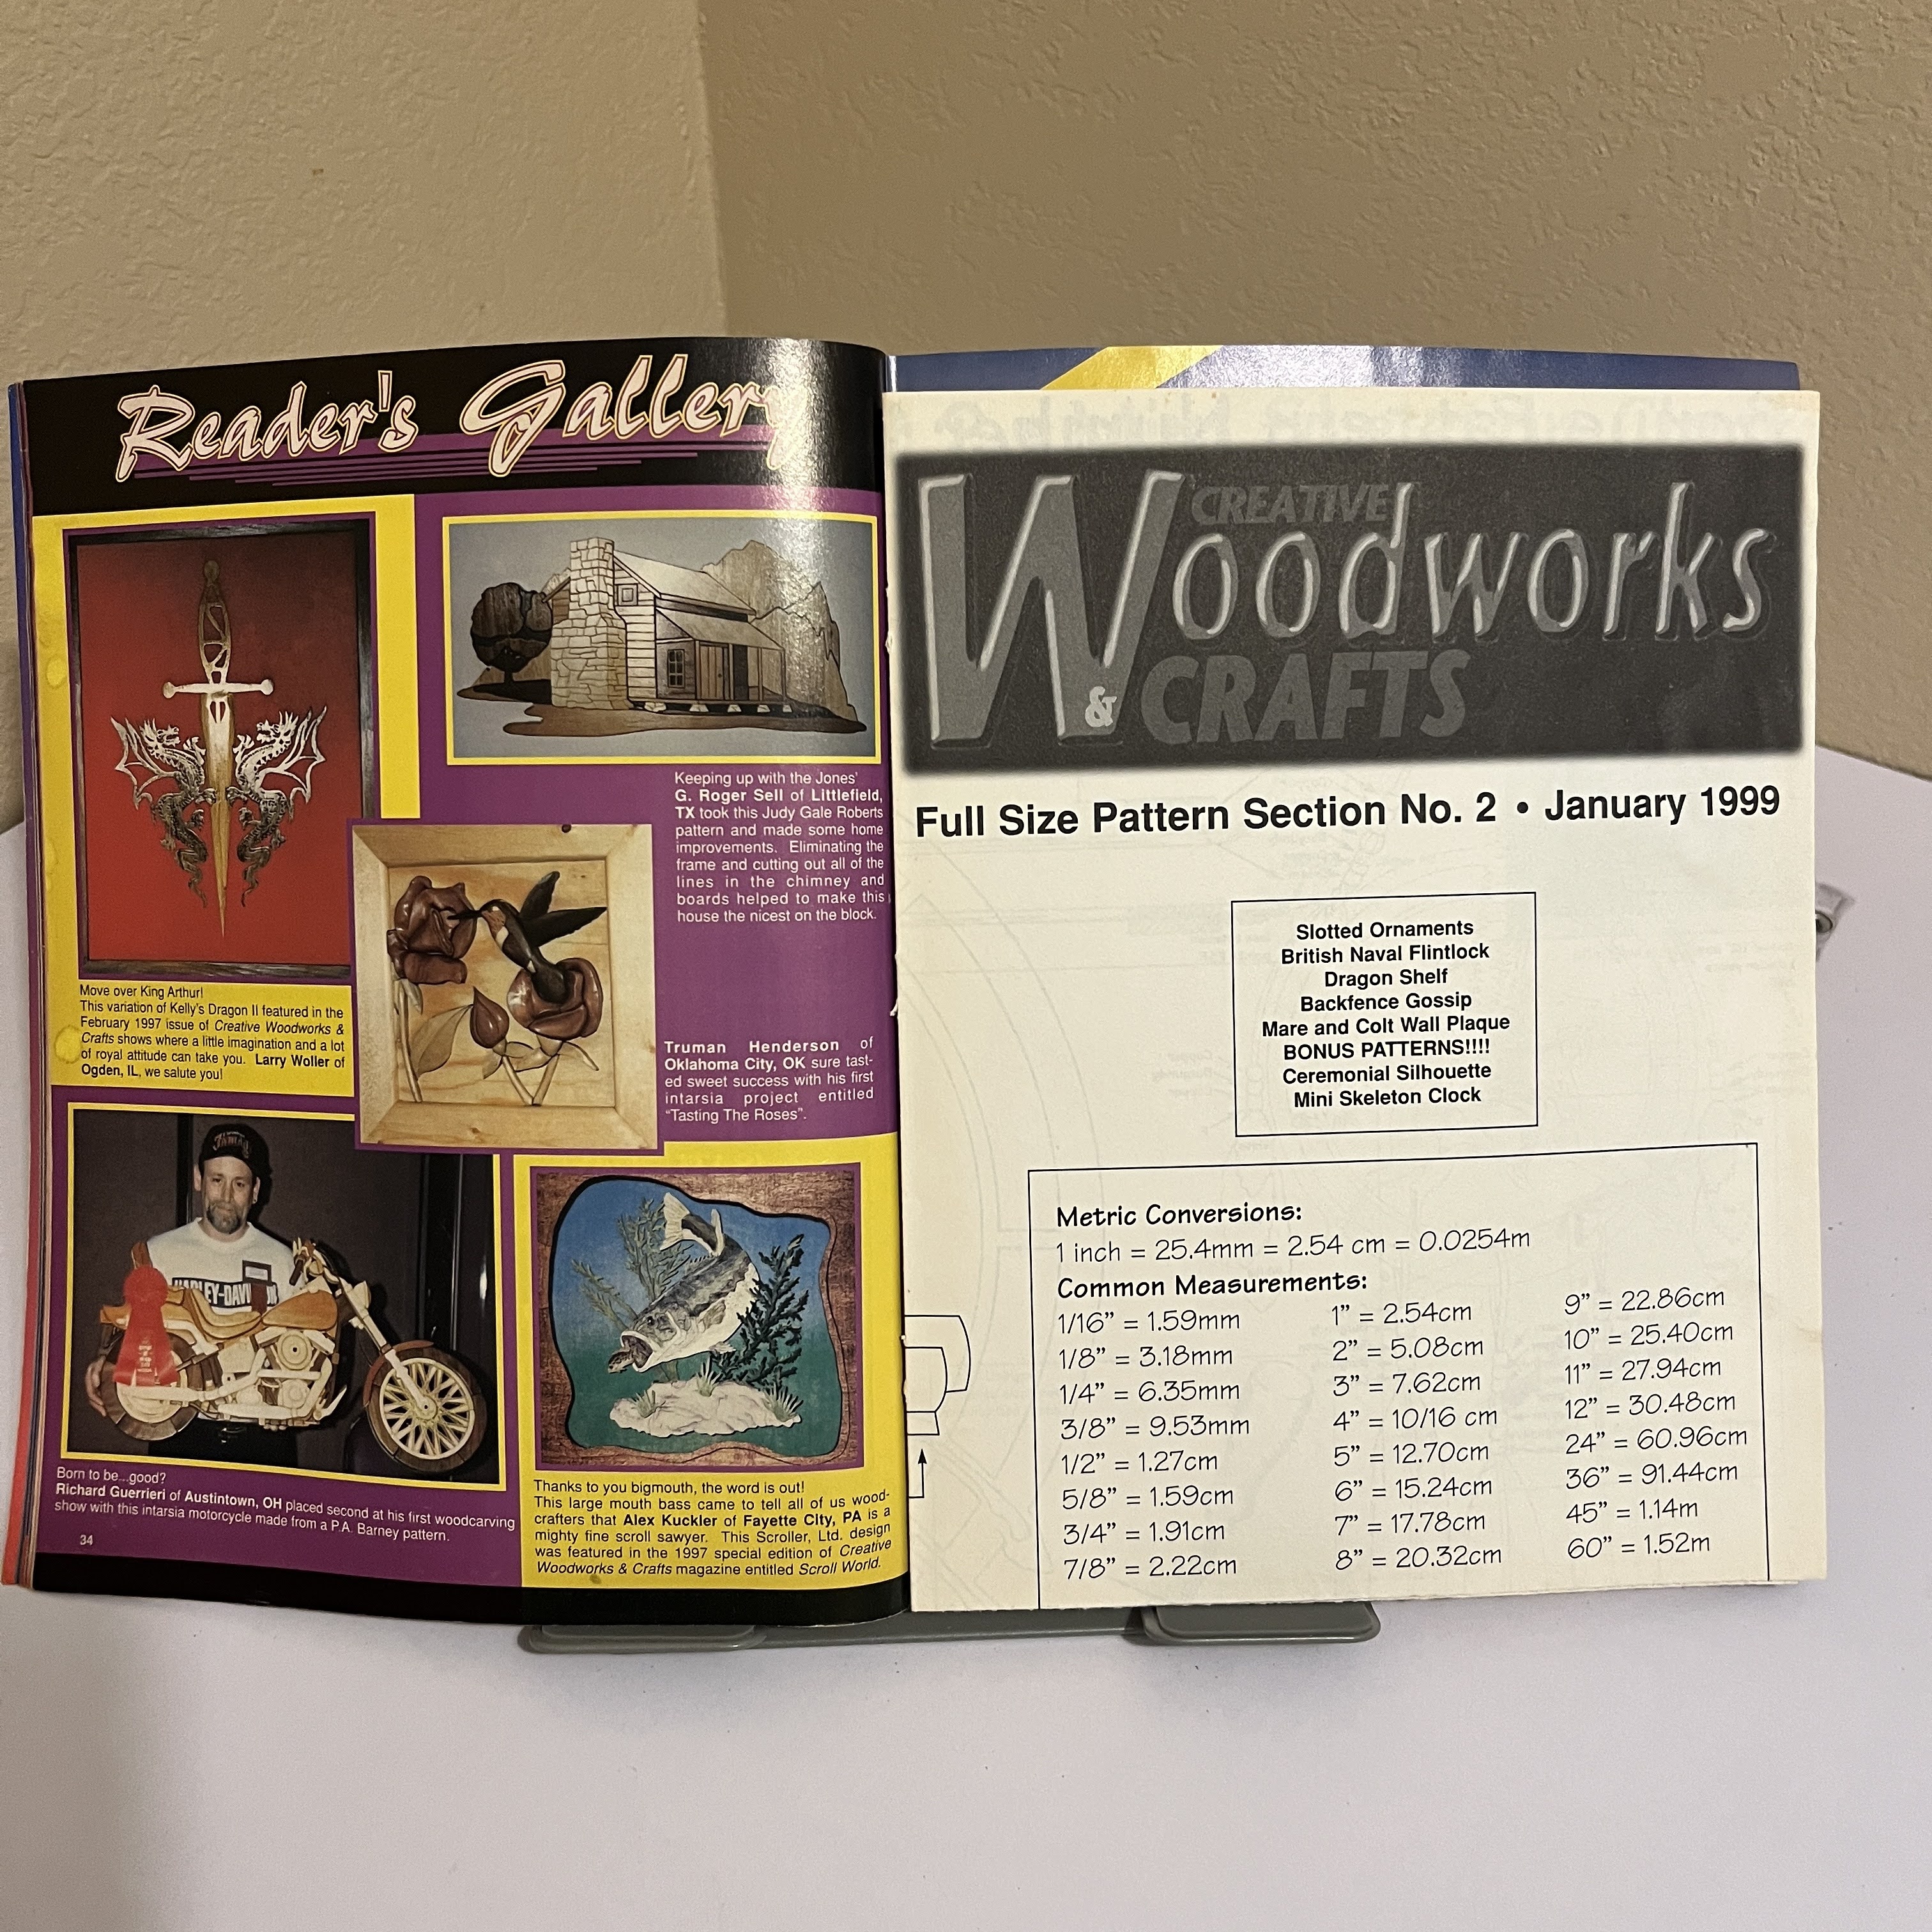 Reader's Gallery
Move over King Arthur!
This variation of Kelly's Dragon II featured in the
February 1997 issue of Creative Woodworks &
Crafts shows where a little imagination and a lot
of royal attitude can take you. Larry Woller of
Ogden, IL, we salute you!
Keeping up with the Jones'
G. Roger Sell of Littlefield,
TX took this Judy Gale Roberts
pattern and made some home
improvements. Eliminating the
frame and cutting out all of the
lines in the chimney and
boards helped to make this
house the nicest on the block.
Truman Henderson of
Oklahoma City, OK sure tast-
ed sweet success with his first
intarsia project entitled
"Tasting The Roses".
HARLEY-DAVI
Born to be...good?
Richard Guerrieri of Austintown, OH placed second at his first woodcarving
show with this intarsia motorcycle made from a P.A. Barney pattern.
34
Thanks to you bigmouth, the word is out!
This large mouth bass came to tell all of us wood-
crafters that Alex Kuckler of Fayette City, PA is a
mighty fine scroll sawyer. This Scroller, Ltd. design
was featured in the 1997 special edition of Creative
Woodworks & Crafts magazine entitled Scroll World.
CREATIVE
Woodworks
& CRAFTS
Full Size Pattern Section No. 2 • January 1999
Slotted Ornaments
British Naval Flintlock
Dragon Shelf
Backfence Gossip
Mare and Colt Wall Plaque
BONUS PATTERNS!!!!
Ceremonial Silhouette
Mini Skeleton Clock
Metric Conversions:
1 inch = 25.4mm = 2.54 cm = 0.0254m
Common Measurements:
1/16" = 1.59mm
1/8" = 3.18mm
1/4" = 6.35mm
3/8" = 9.53mm
1/2" = 1.27cm
5/8" = 1.59cm
3/4" = 1.91cm
7/8" = 2.22cm
1" = 2.54cm
2" = 5.08cm
3" = 7.62cm
4" = 10/16 cm
5" = 12.70cm
6" = 15.24cm
7" = 17.78cm
8" = 20.32cm
9" = 22.86cm
10" = 25.40cm
11" = 27.94cm
12" = 30.48cm
24" = 60.96cm
36" = 91.44cm
45" = 1.14m
60" = 1.52m